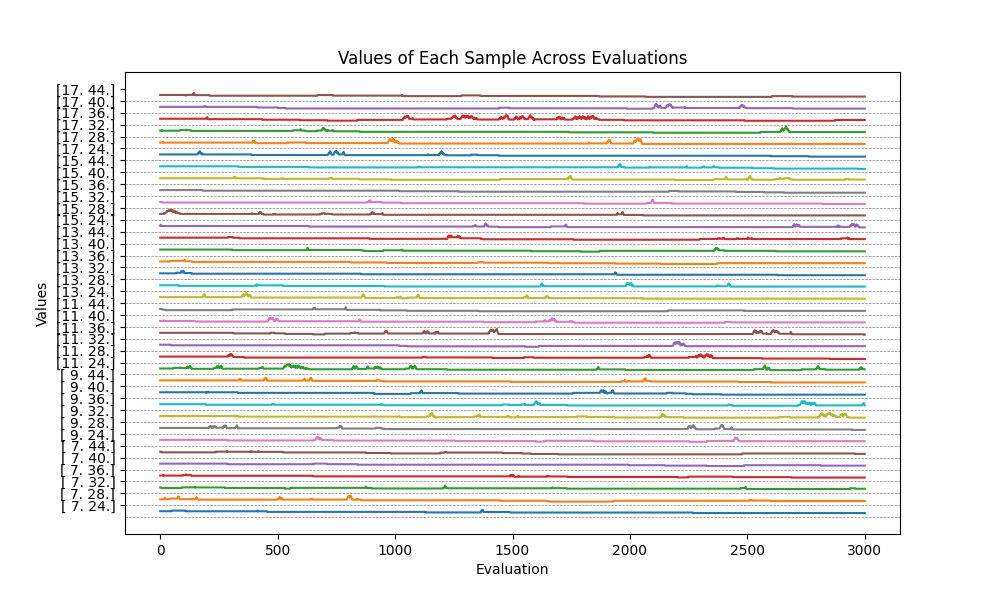 Values of Each Sample Across Evaluations
[17. 44.]
[17. 40.]
[17. 36.]
[17. 32.]
[17. 28.]
[17. 24.]
[15. 44.]
[15. 40.]
[15. 36.]
[15. 32.]
[15. 28.]
[15. 24.]
[13. 44.]
[13. 40.]
[13. 36.]
[13. 32.]
[13. 28.]
[13. 24.]
[11. 44.]
[11. 40.]
[11. 36.]
[11. 32.]
[11. 28.]
[11. 24.]
[ 9. 44.]
[ 9. 40.]
[ 9. 36.]
[ 9. 32.]
[ 9. 28.]
[ 9. 24.]
[ 7. 44.]
[ 7. 40.]
[ 7. 36.]
[ 7. 32.]
[ 7. 28.]
[ 7. 24.]
Values
0 500 1000 1500 2000 2500 3000
Evaluation